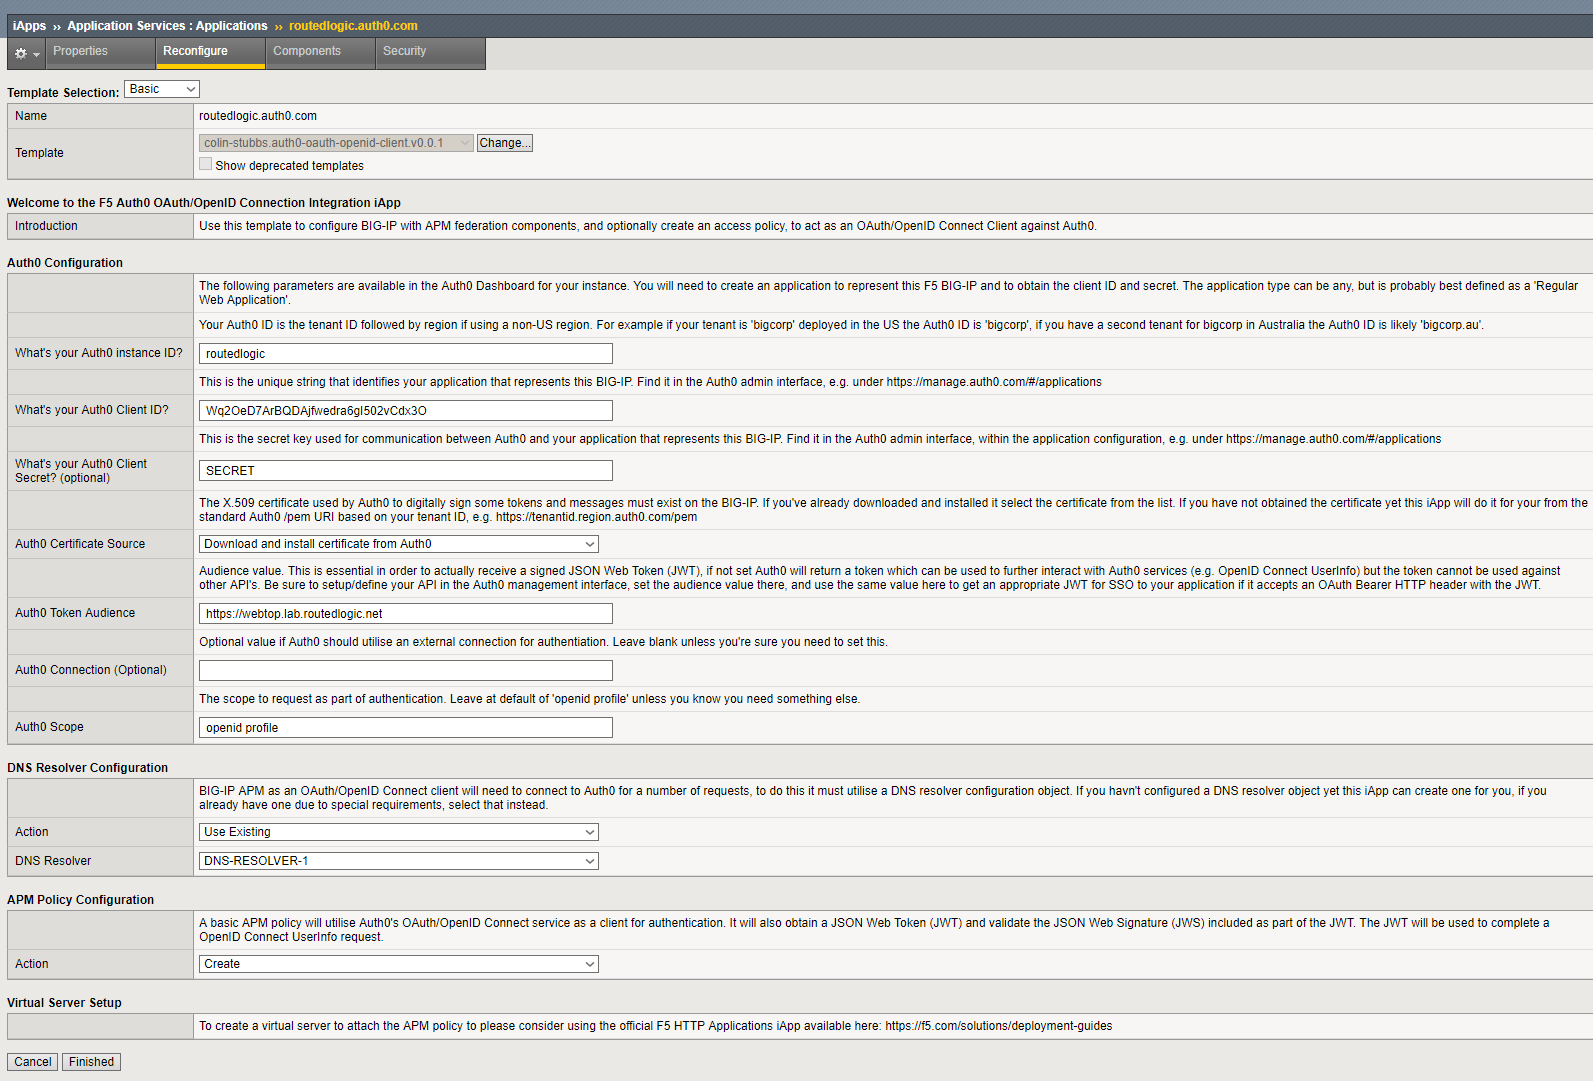 iApps ›› Application Services : Applications ›› routedlogic.auth0.com
Properties
Reconfigure
Components
Security
Template Selection: Basic
Name
routedlogic.auth0.com
Template
colin-stubbs.auth0-oauth-openid-client.v0.0.1
Change...
Show deprecated templates
Welcome to the F5 Auth0 OAuth/OpenID Connection Integration iApp
Introduction
Use this template to configure BIG-IP with APM federation components, and optionally create an access policy, to act as an OAuth/OpenID Connect Client against Auth0.
Auth0 Configuration
The following parameters are available in the Auth0 Dashboard for your instance. You will need to create an application to represent this F5 BIG-IP and to obtain the client ID and secret. The application type can be any, but is probably best defined as a 'Regular
Web Application'.
Your Auth0 ID is the tenant ID followed by region if using a non-US region. For example if your tenant is 'bigcorp' deployed in the US the Auth0 ID is 'bigcorp', if you have a second tenant for bigcorp in Australia the Auth0 ID is likely 'bigcorp.au'.
What's your Auth0 instance ID?
routedlogic
This is the unique string that identifies your application that represents this BIG-IP. Find it in the Auth0 admin interface, e.g. under https://manage.auth0.com/#/applications
What's your Auth0 Client ID?
Wq2OeD7ArBQDAjfwedra6gI502vCdx3O
This is the secret key used for communication between Auth0 and your application that represents this BIG-IP. Find it in the Auth0 admin interface, within the application configuration, e.g. under https://manage.auth0.com/#/applications
What's your Auth0 Client
Secret? (optional)
SECRET
The X.509 certificate used by Auth0 to digitally sign some tokens and messages must exist on the BIG-IP. If you've already downloaded and installed it select the certificate from the list. If you have not obtained the certificate yet this iApp will do it for your from the
standard Auth0 /pem URI based on your tenant ID, e.g. https://tenantid.region.auth0.com/pem
Auth0 Certificate Source
Download and install certificate from Auth0
Audience value. This is essential in order to actually receive a signed JSON Web Token (JWT), if not set Auth0 will return a token which can be used to further interact with Auth0 services (e.g. OpenID Connect UserInfo) but the token cannot be used against
other API's. Be sure to setup/define your API in the Auth0 management interface, set the audience value there, and use the same value here to get an appropriate JWT for SSO to your application if it accepts an OAuth Bearer HTTP header with the JWT.
Auth0 Token Audience
https://webtop.lab.routedlogic.net
Optional value if Auth0 should utilise an external connection for authentiation. Leave blank unless you're sure you need to set this.
Auth0 Connection (Optional)
The scope to request as part of authentication. Leave at default of 'openid profile' unless you know you need something else.
Auth0 Scope
openid profile
DNS Resolver Configuration
BIG-IP APM as an OAuth/OpenID Connect client will need to connect to Auth0 for a number of requests, to do this it must utilise a DNS resolver configuration object. If you havn't configured a DNS resolver object yet this iApp can create one for you, if you
already have one due to special requirements, select that instead.
Action
Use Existing
DNS Resolver
DNS-RESOLVER-1
APM Policy Configuration
A basic APM policy will utilise Auth0's OAuth/OpenID Connect service as a client for authentication. It will also obtain a JSON Web Token (JWT) and validate the JSON Web Signature (JWS) included as part of the JWT. The JWT will be used to complete a
OpenID Connect UserInfo request.
Action
Create
Virtual Server Setup
To create a virtual server to attach the APM policy to please consider using the official F5 HTTP Applications iApp available here: https://f5.com/solutions/deployment-guides
Cancel
Finished